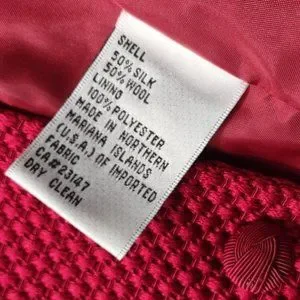 SHELL
50% SILK
50% WOOL
LINING
100% POLYESTER
MADE IN NORTHERN
MARIANA ISLANDS
(U.S.A.) OF IMPORTED
FABRIC
CA# 23147
DRY CLEAN